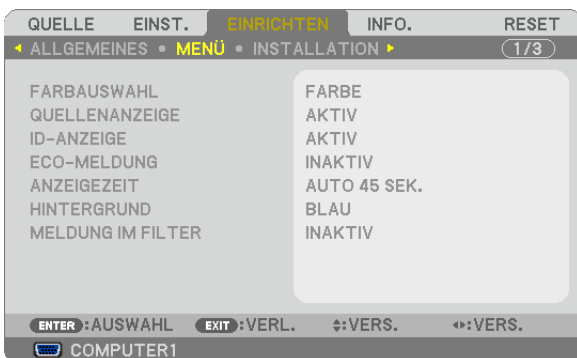 QUELLE EINST. EINRICHTEN INFO. RESET
ALLGEMEINES • MENÜ • INSTALLATION 1/3
FARBAUSWAHL FARBE
QUELLENANZEIGE AKTIV
ID-ANZEIGE AKTIV
ECO-MELDUNG INAKTIV
ANZEIGEZEIT AUTO 45 SEK.
HINTERGRUND BLAU
MELDUNG IM FILTER INAKTIV
ENTER :AUSWAHL EXIT :VERL. :VERS. :VERS.
COMPUTER1